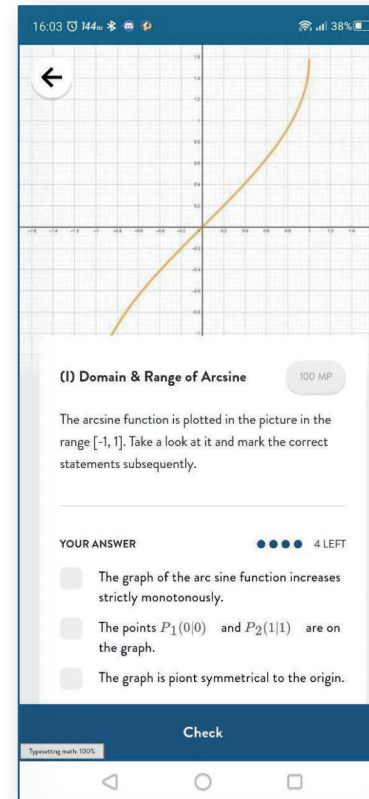 16:03 144Hz 38%
(I) Domain & Range of Arcsine
100 MP
The arcsine function is plotted in the picture in the
range [-1, 1]. Take a look at it and mark the correct
statements subsequently.
YOUR ANSWER
4 LEFT
The graph of the arc sine function increases
strictly monotonously.
The points P₁(0|0) and P₂(1|1) are on
the graph.
The graph is piont symmetrical to the origin.
Check
Typesetting math: 100%